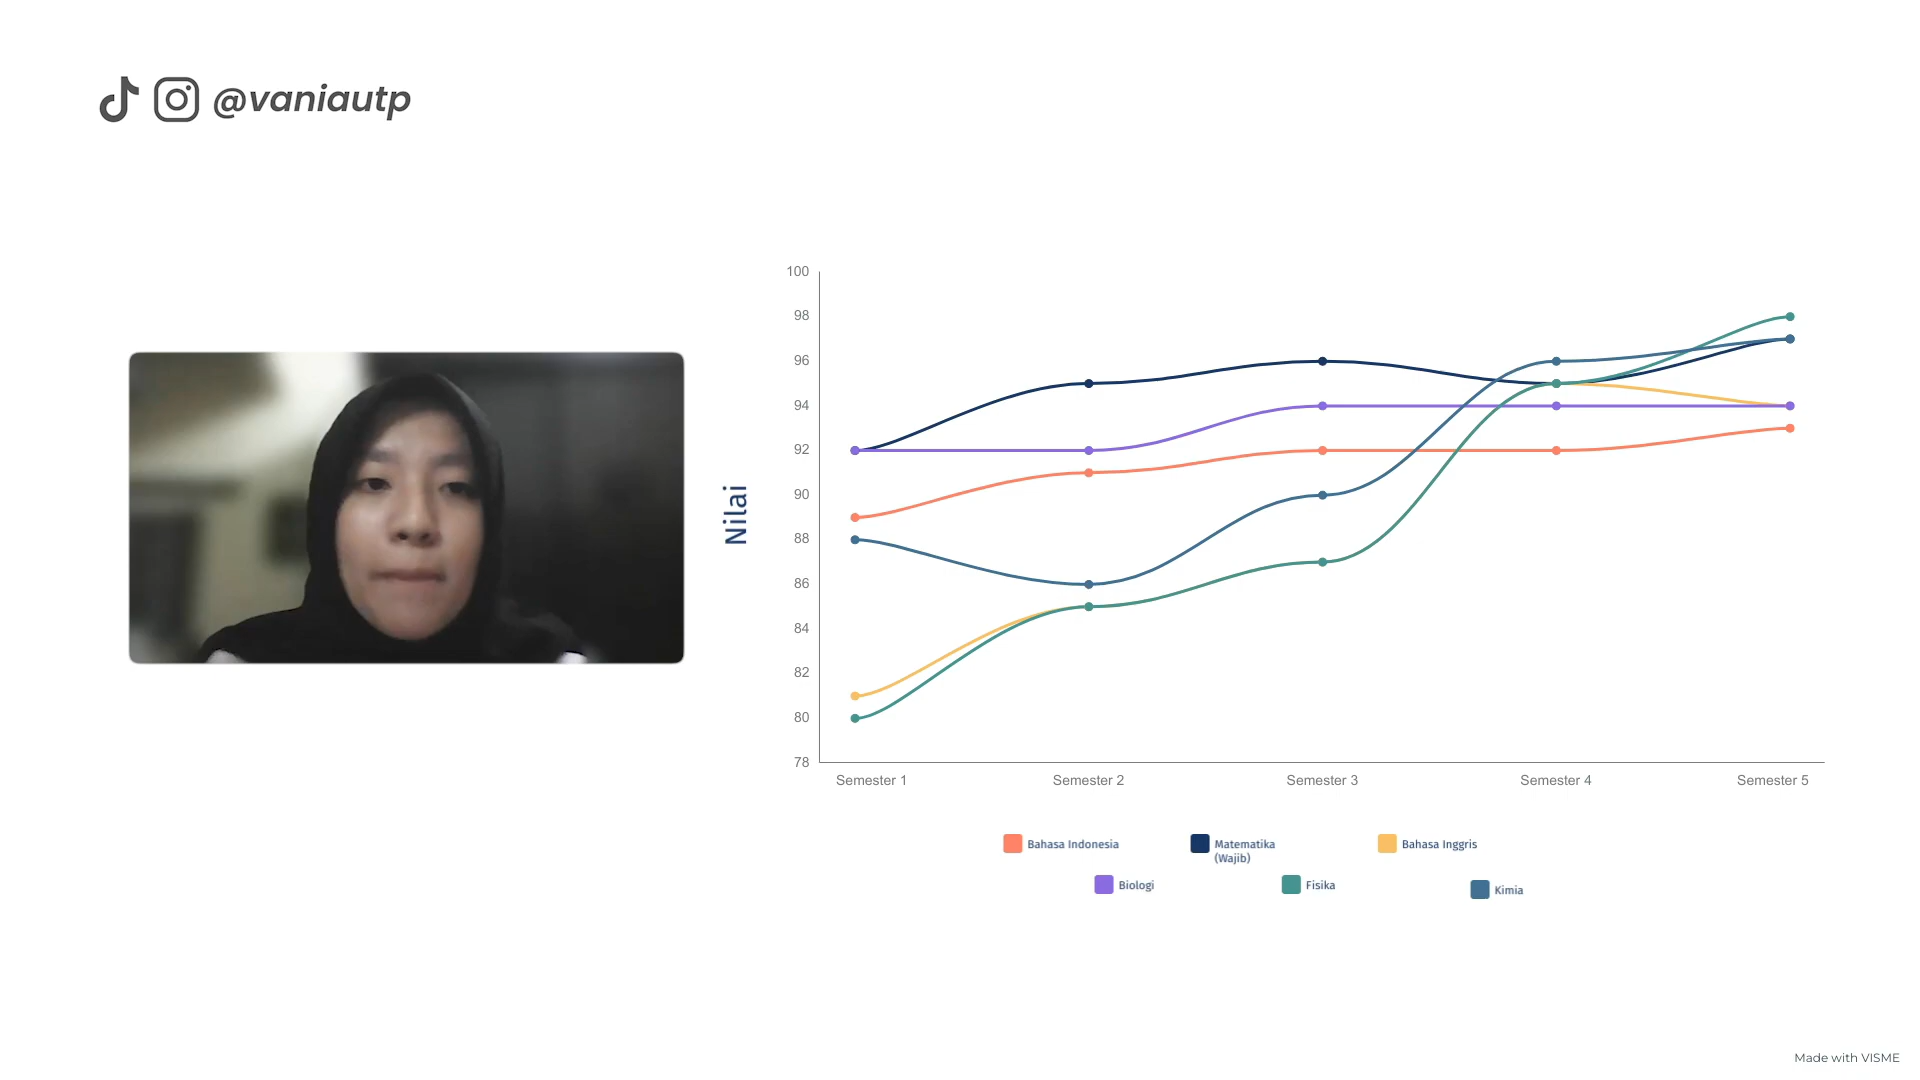 @vaniautp
Nilai
100
98
96
94
92
90
88
86
84
82
80
78
Semester 1
Semester 2
Semester 3
Semester 4
Semester 5
Bahasa Indonesia
Matematika
(Wajib)
Bahasa Inggris
Biologi
Fisika
Kimia
Made with VISME